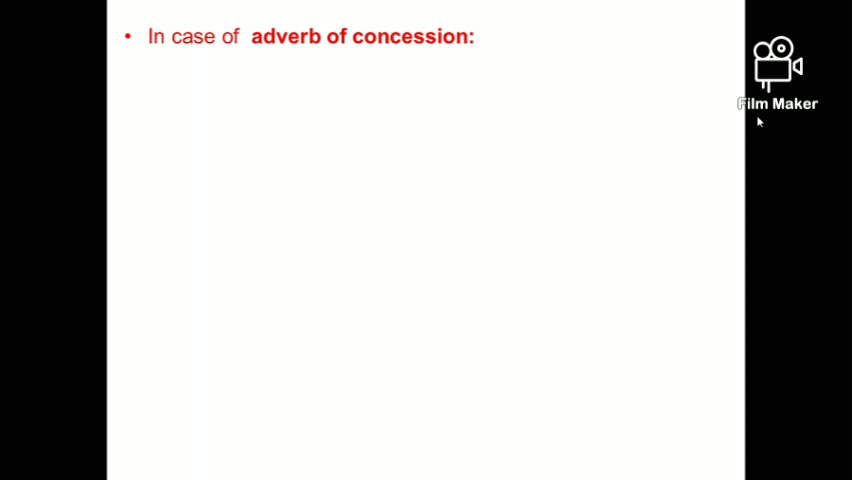 • In case of adverb of concession:
Film Maker